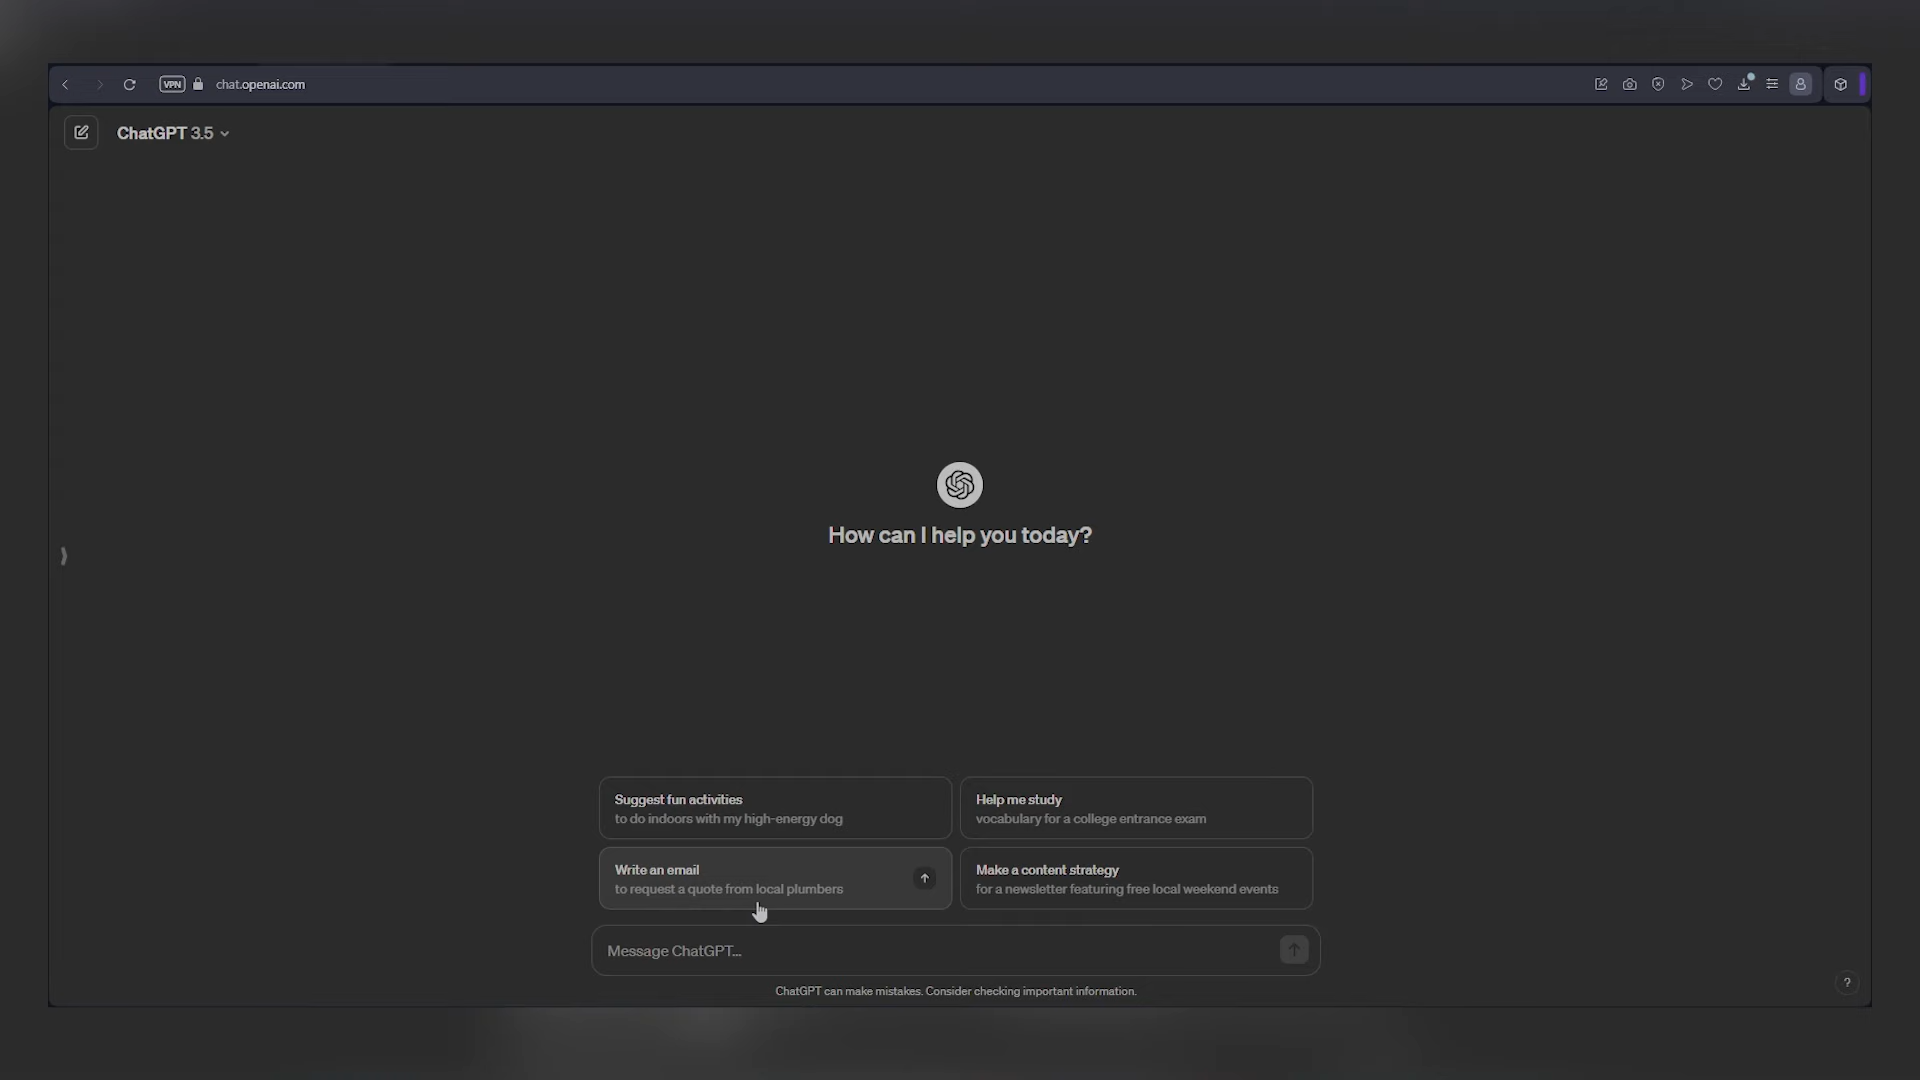 VPN chat.openai.com
ChatGPT 3.5
How can I help you today?
Suggest fun activities
to do indoors with my high-energy dog
Help me study
vocabulary for a college entrance exam
Write an email
to request a quote from local plumbers
Make a content strategy
for a newsletter featuring free local weekend events
Message ChatGPT...
ChatGPT can make mistakes. Consider checking important information.
?